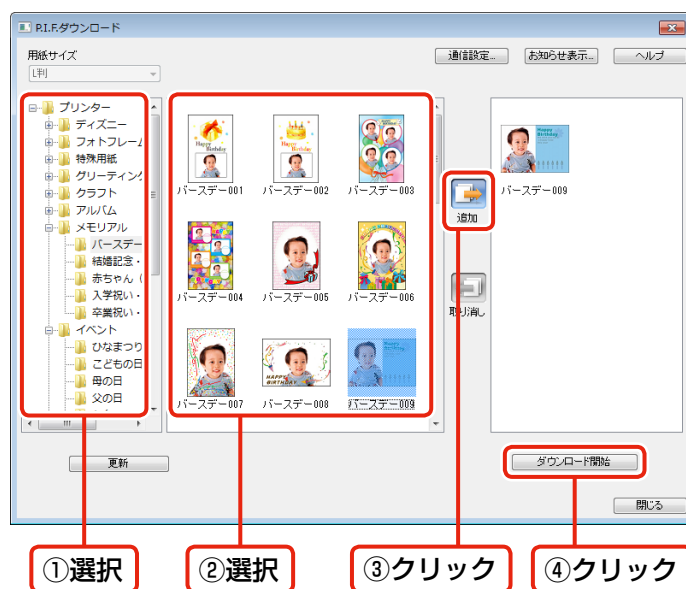 P.I.F.ダウンロード
用紙サイズ
L判
通信設定...
お知らせ表示...
ヘルプ
プリンター
ディズニー
フォトフレーム
特殊用紙
グリーティング
クラフト
アルバム
メモリアル
バースデー
結婚記念・
赤ちゃん（
入学祝い・
卒業祝い・
イベント
ひなまつり
こどもの日
母の日
父の日
Happy
Birthday
バースデー001
Happy
Birthday
バースデー002
バースデー003
バースデー004
バースデー005
バースデー006
バースデー007
HAPPY
BIRTHDAY
バースデー008
Happy
Birthday
バースデー009
追加
取り消し
Happy
Birthday
バースデー009
更新
ダウンロード開始
閉じる
①選択
②選択
③クリック
④クリック